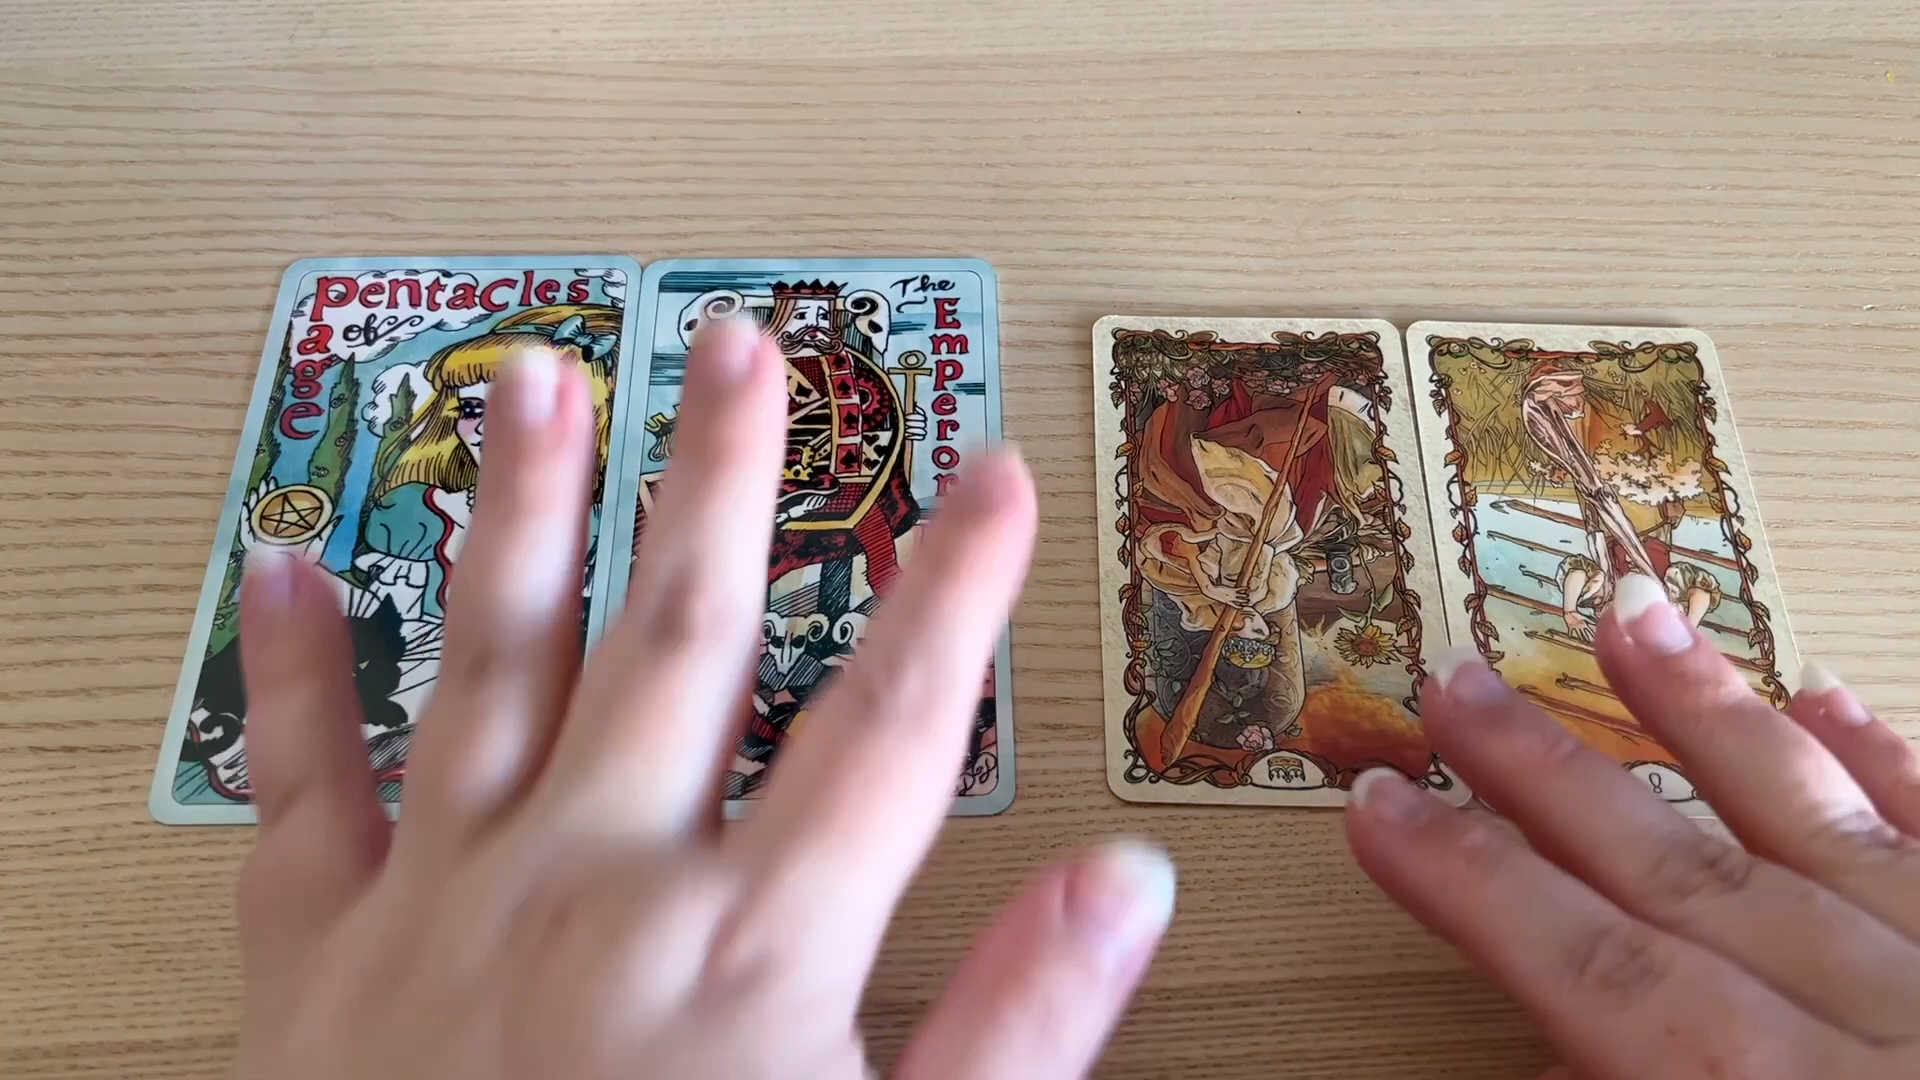 Pentacles
of
Page
The
Emperor